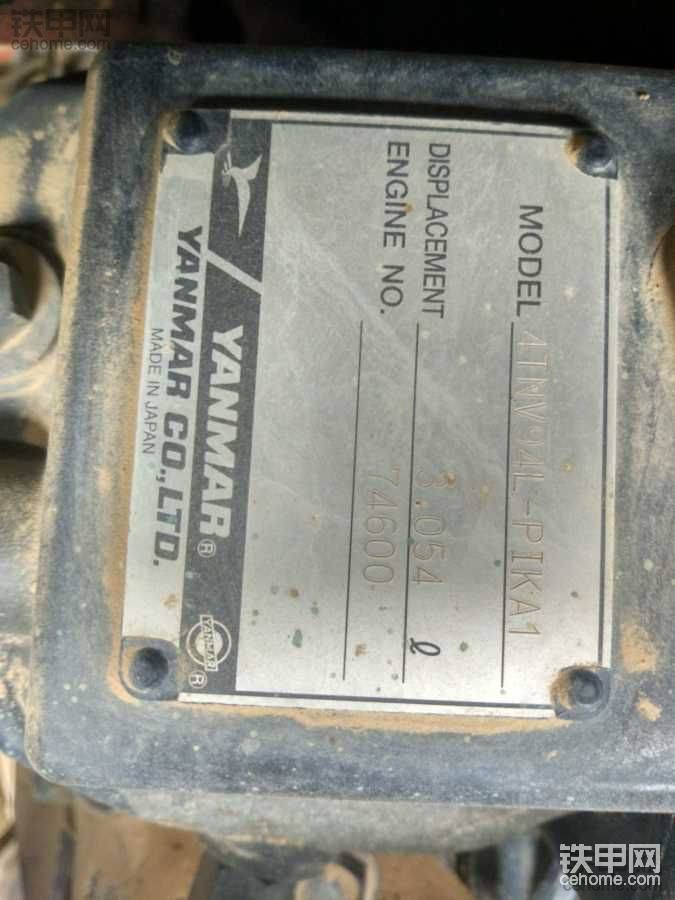 铁甲网
cehome.com
MODEL 4TNV94L-PIKA1
DISPLACEMENT 3.054 ℓ
ENGINE NO. 74600
YANMAR®
YANMAR ®
YANMAR CO.,LTD.
MADE IN JAPAN
铁甲网
cehome.com